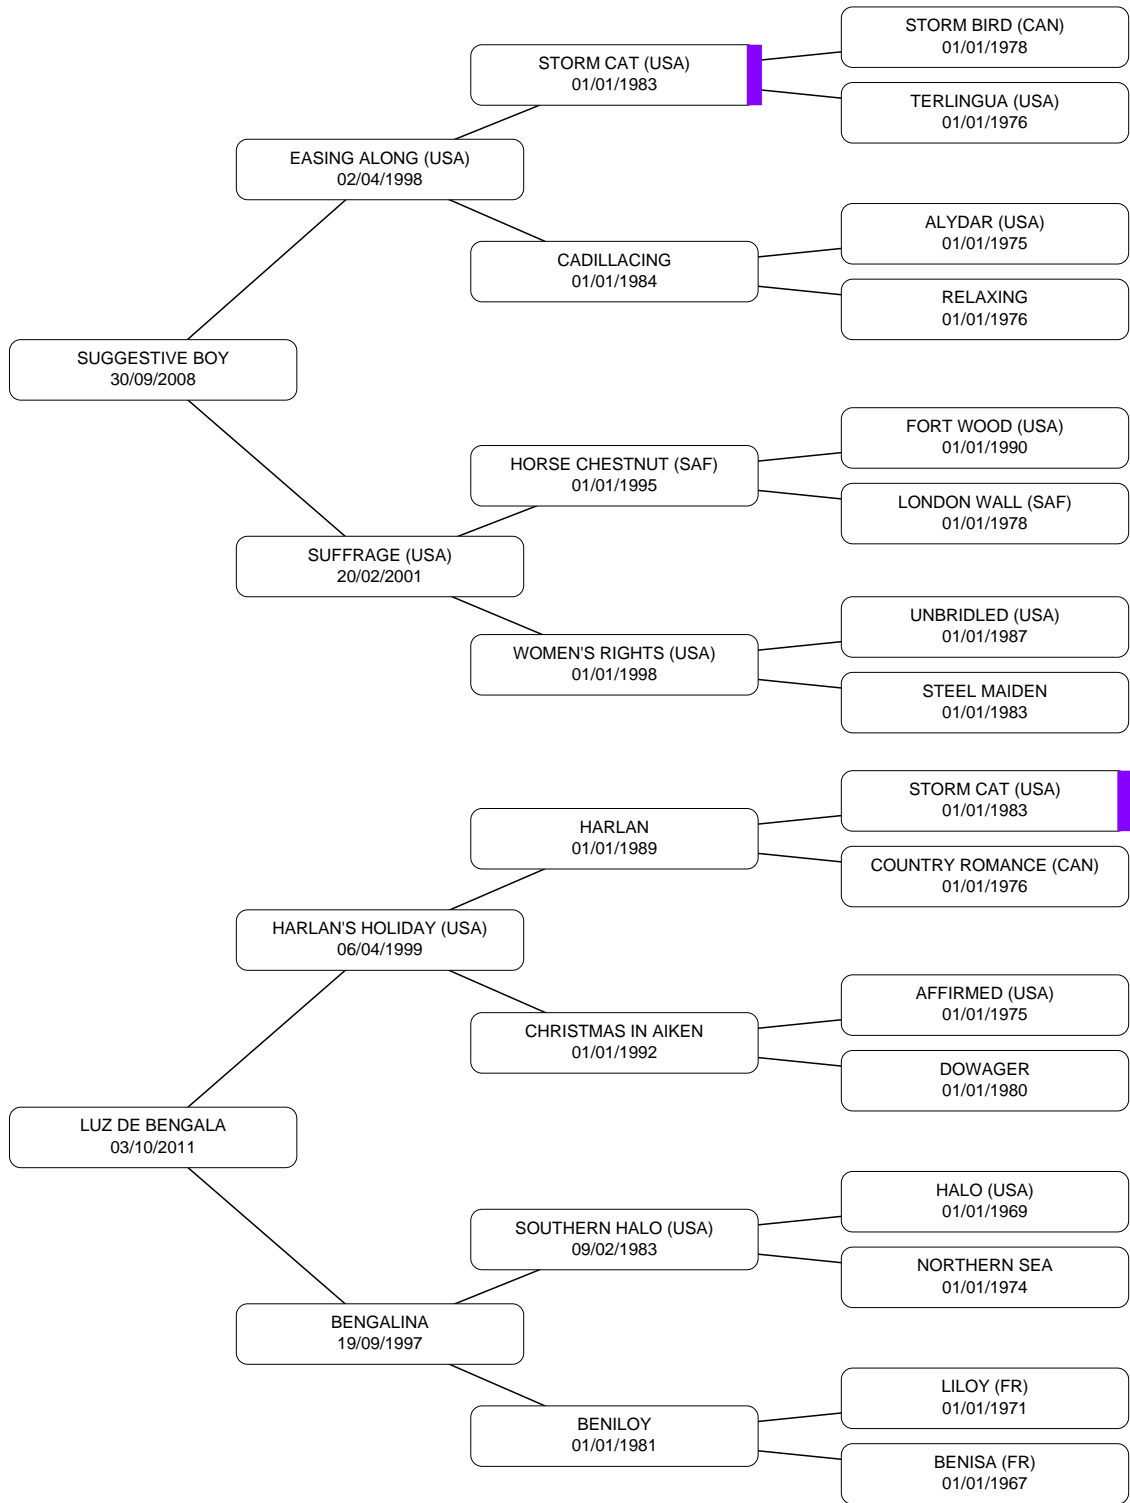 STORM BIRD (CAN)
01/01/1978
STORM CAT (USA)
01/01/1983
TERLINGUA (USA)
01/01/1976
EASING ALONG (USA)
02/04/1998
ALYDAR (USA)
01/01/1975
CADILLACING
01/01/1984
RELAXING
01/01/1976
SUGGESTIVE BOY
30/09/2008
FORT WOOD (USA)
01/01/1990
HORSE CHESTNUT (SAF)
01/01/1995
LONDON WALL (SAF)
01/01/1978
SUFFRAGE (USA)
20/02/2001
UNBRIDLED (USA)
01/01/1987
WOMEN'S RIGHTS (USA)
01/01/1998
STEEL MAIDEN
01/01/1983
STORM CAT (USA)
01/01/1983
HARLAN
01/01/1989
COUNTRY ROMANCE (CAN)
01/01/1976
HARLAN'S HOLIDAY (USA)
06/04/1999
AFFIRMED (USA)
01/01/1975
CHRISTMAS IN AIKEN
01/01/1992
DOWAGER
01/01/1980
LUZ DE BENGALA
03/10/2011
HALO (USA)
01/01/1969
SOUTHERN HALO (USA)
09/02/1983
NORTHERN SEA
01/01/1974
BENGALINA
19/09/1997
LILOY (FR)
01/01/1971
BENILOY
01/01/1981
BENISA (FR)
01/01/1967